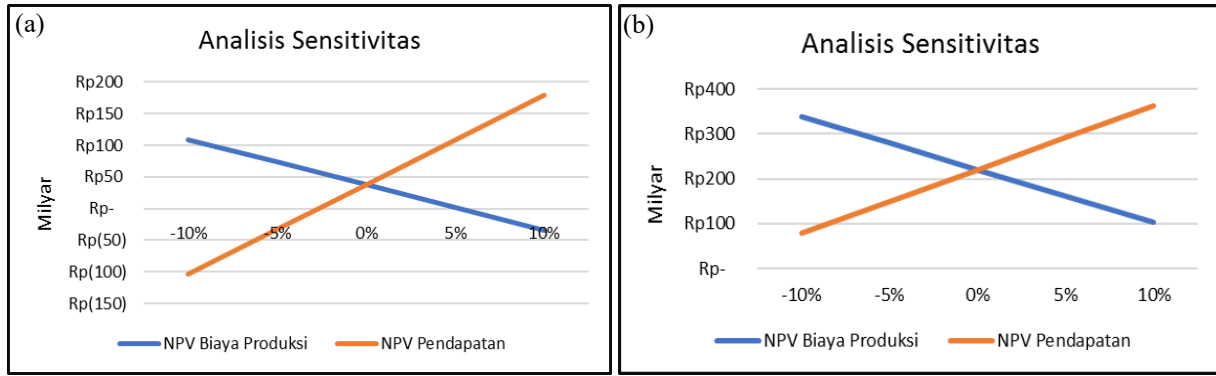 (a)
Analisis Sensitivitas
Milyar
Rp200
Rp150
Rp100
Rp50
Rp-
Rp(50)
Rp(100)
Rp(150)
-10% -5% 0% 5% 10%
NPV Biaya Produksi NPV Pendapatan
(b)
Analisis Sensitivitas
Milyar
Rp400
Rp300
Rp200
Rp100
Rp-
-10% -5% 0% 5% 10%
NPV Biaya Produksi NPV Pendapatan